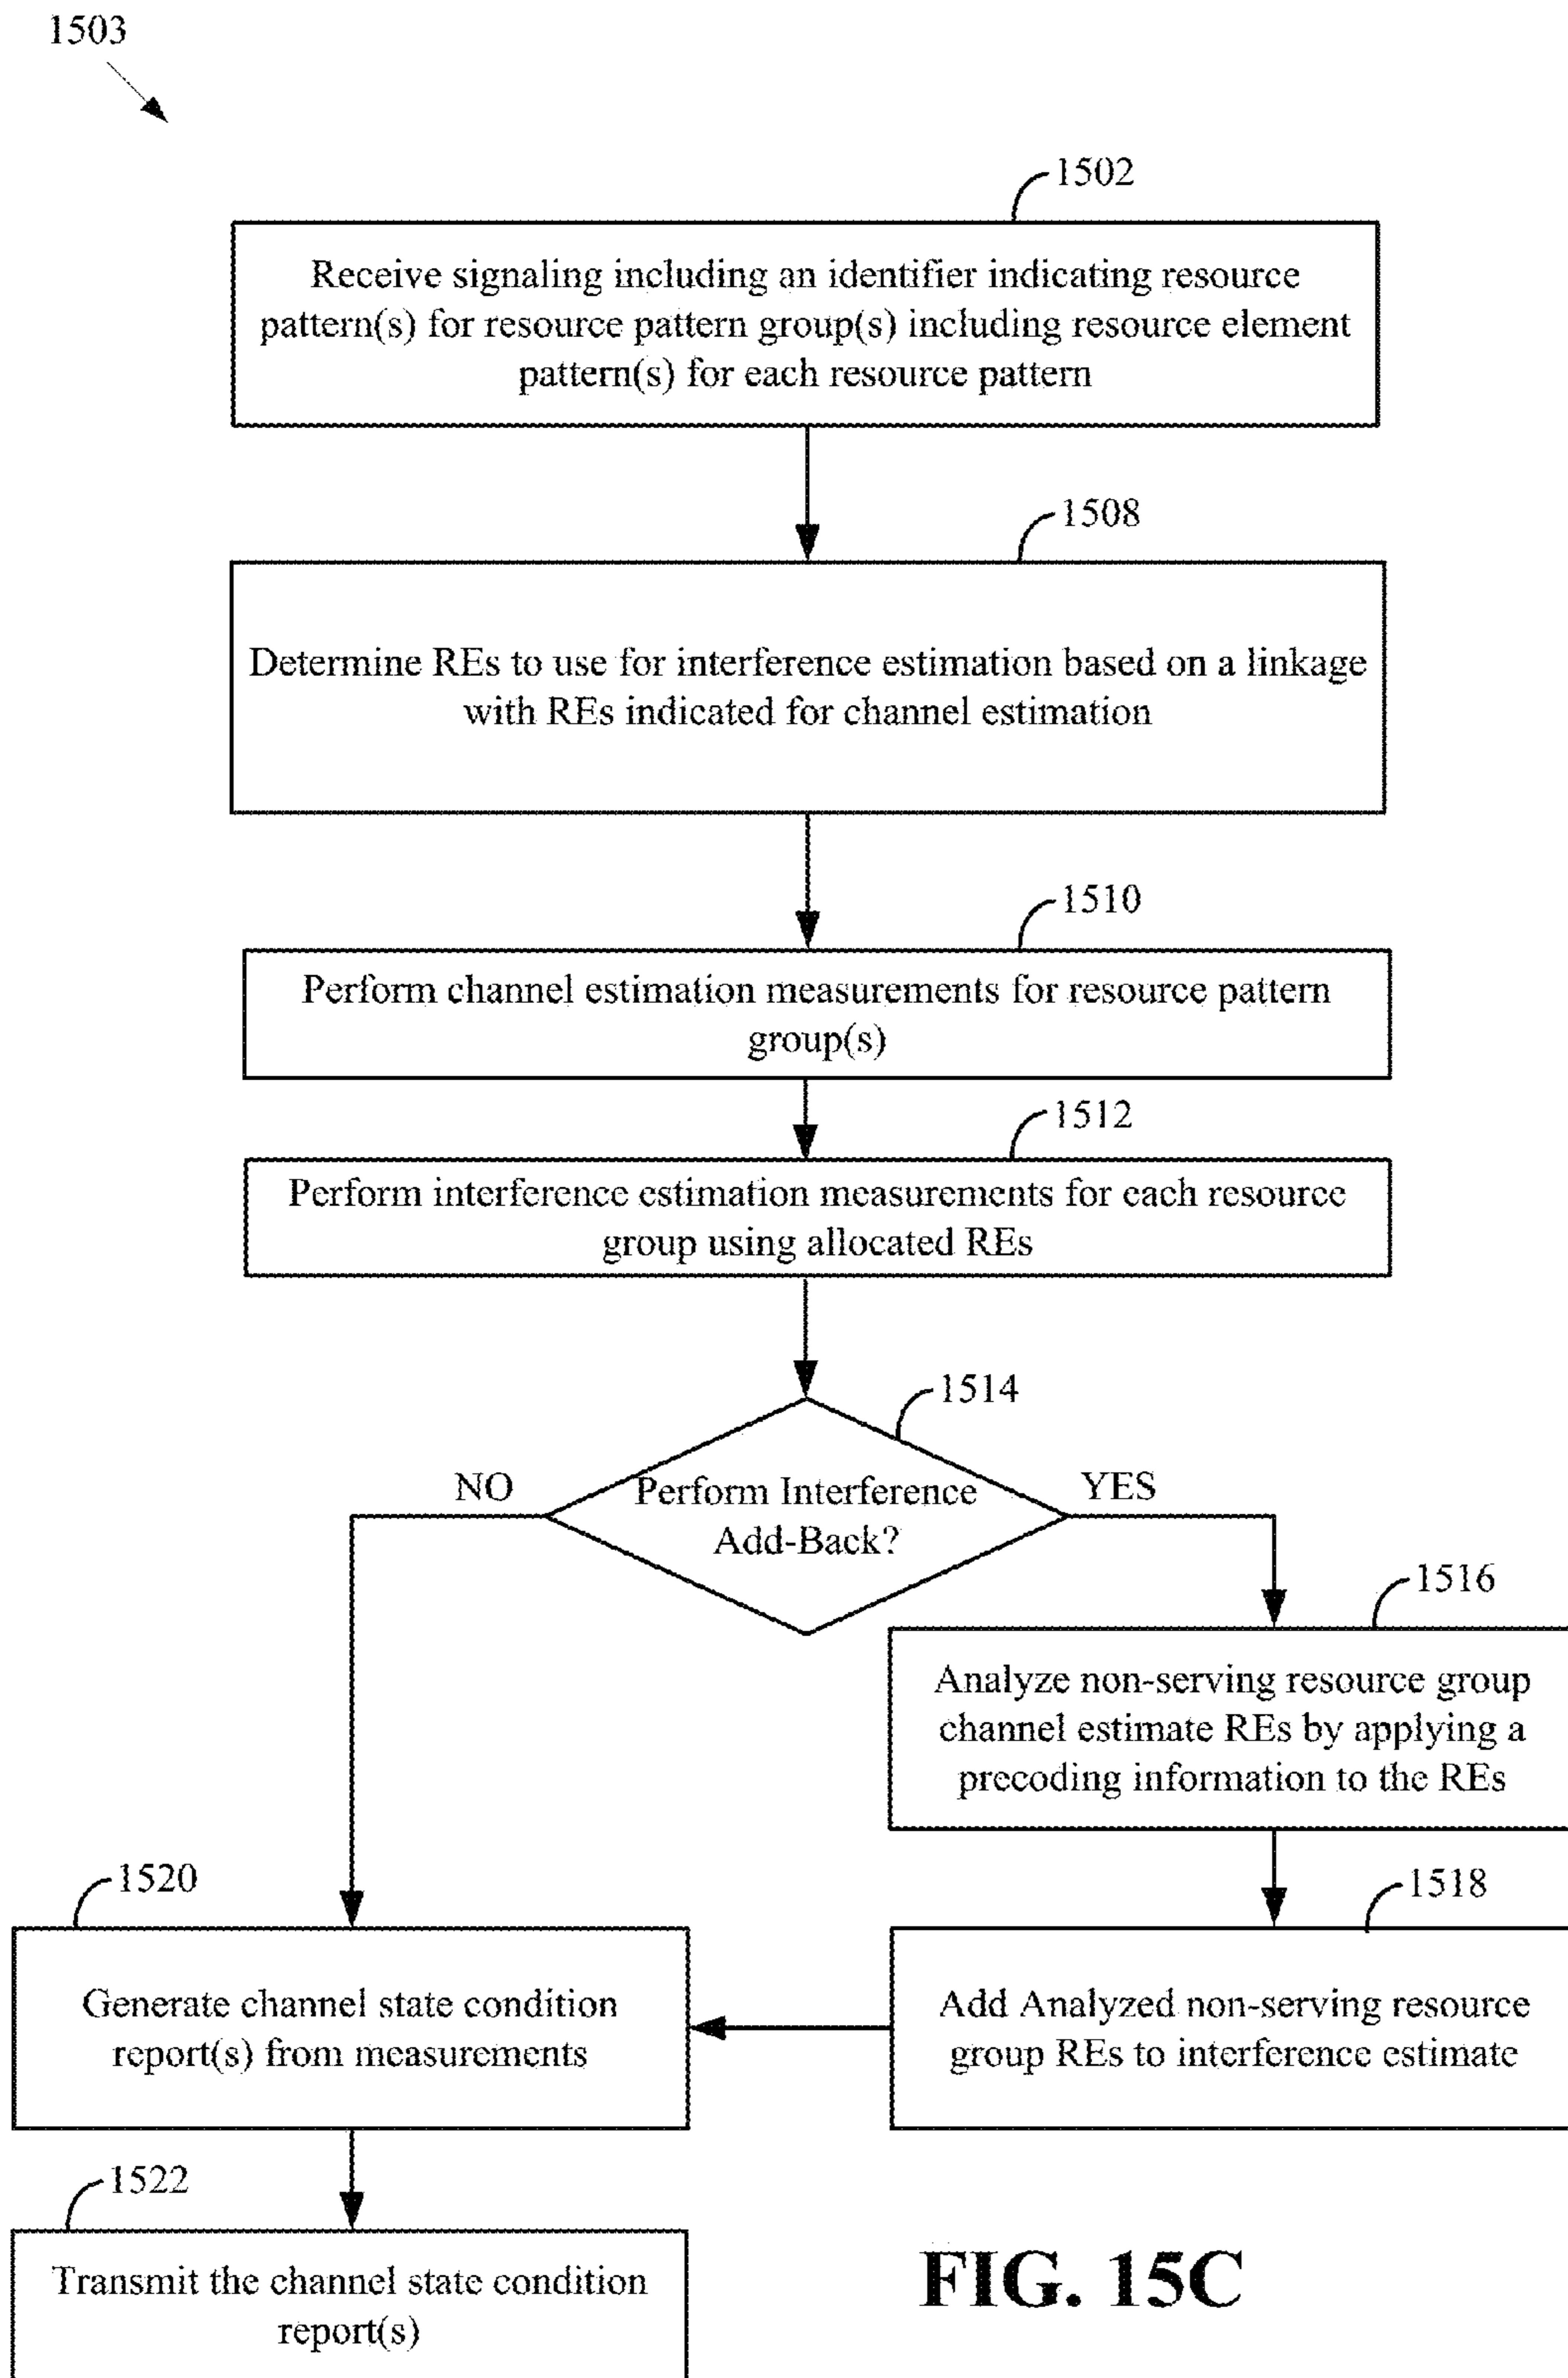 1503
1502
Receive signaling including an identifier indicating resource
pattern(s) for resource pattern group(s) including resource element
pattern(s) for each resource pattern
1508
Determine REs to use for interference estimation based on a linkage
with REs indicated for channel estimation
1510
Perform channel estimation measurements for resource pattern
group(s)
1512
Perform interference estimation measurements for each resource
group using allocated REs
1514
NO
Perform Interference
Add-Back?
YES
1516
Analyze non-serving resource group
channel estimate REs by applying a
precoding information to the REs
1518
Add Analyzed non-serving resource
group REs to interference estimate
1520
Generate channel state condition
report(s) from measurements
1522
Transmit the channel state condition
report(s)
FIG. 15C